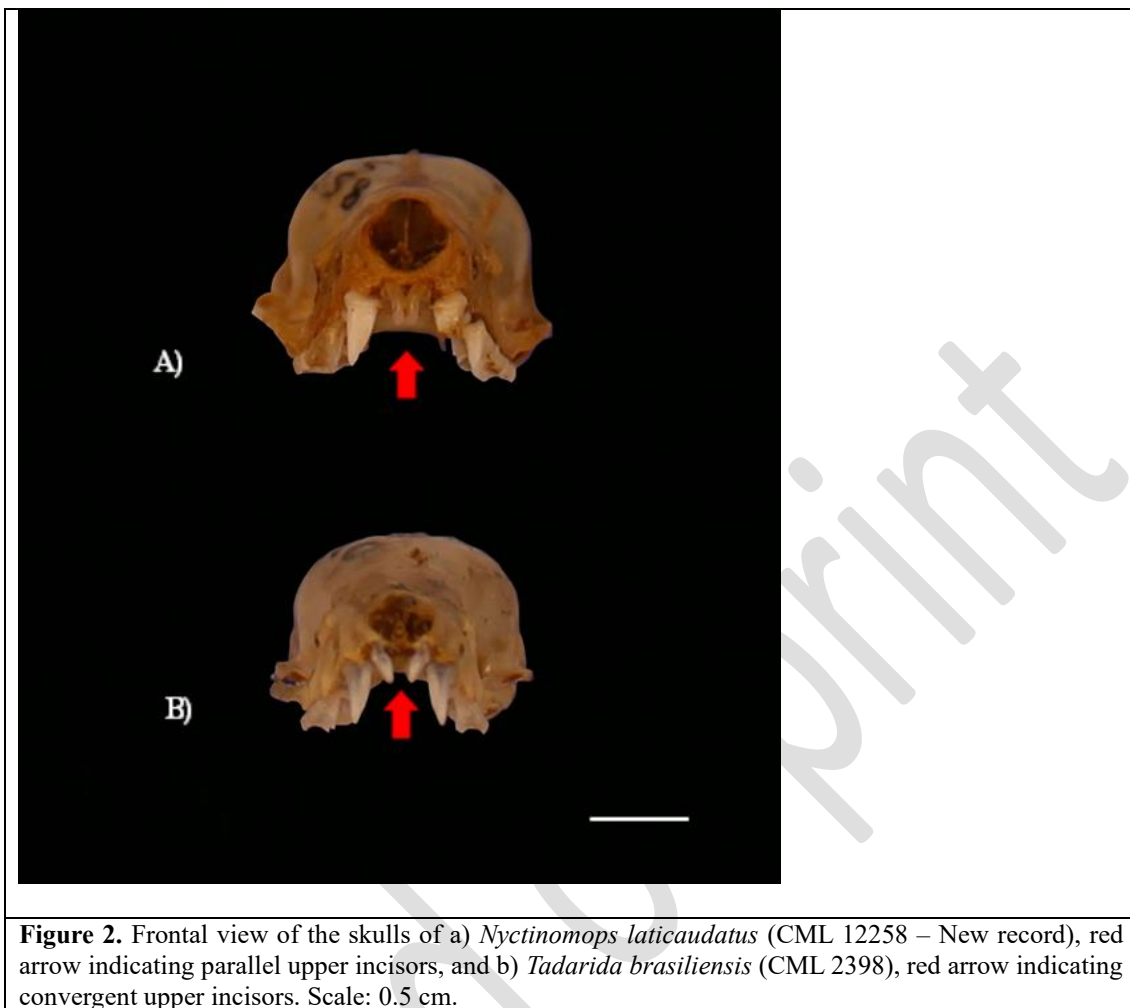 A)
B)
print
Figure 2. Frontal view of the skulls of a) Nyctinomops laticaudatus (CML 12258 – New record), red
arrow indicating parallel upper incisors, and b) Tadarida brasiliensis (CML 2398), red arrow indicating
convergent upper incisors. Scale: 0.5 cm.